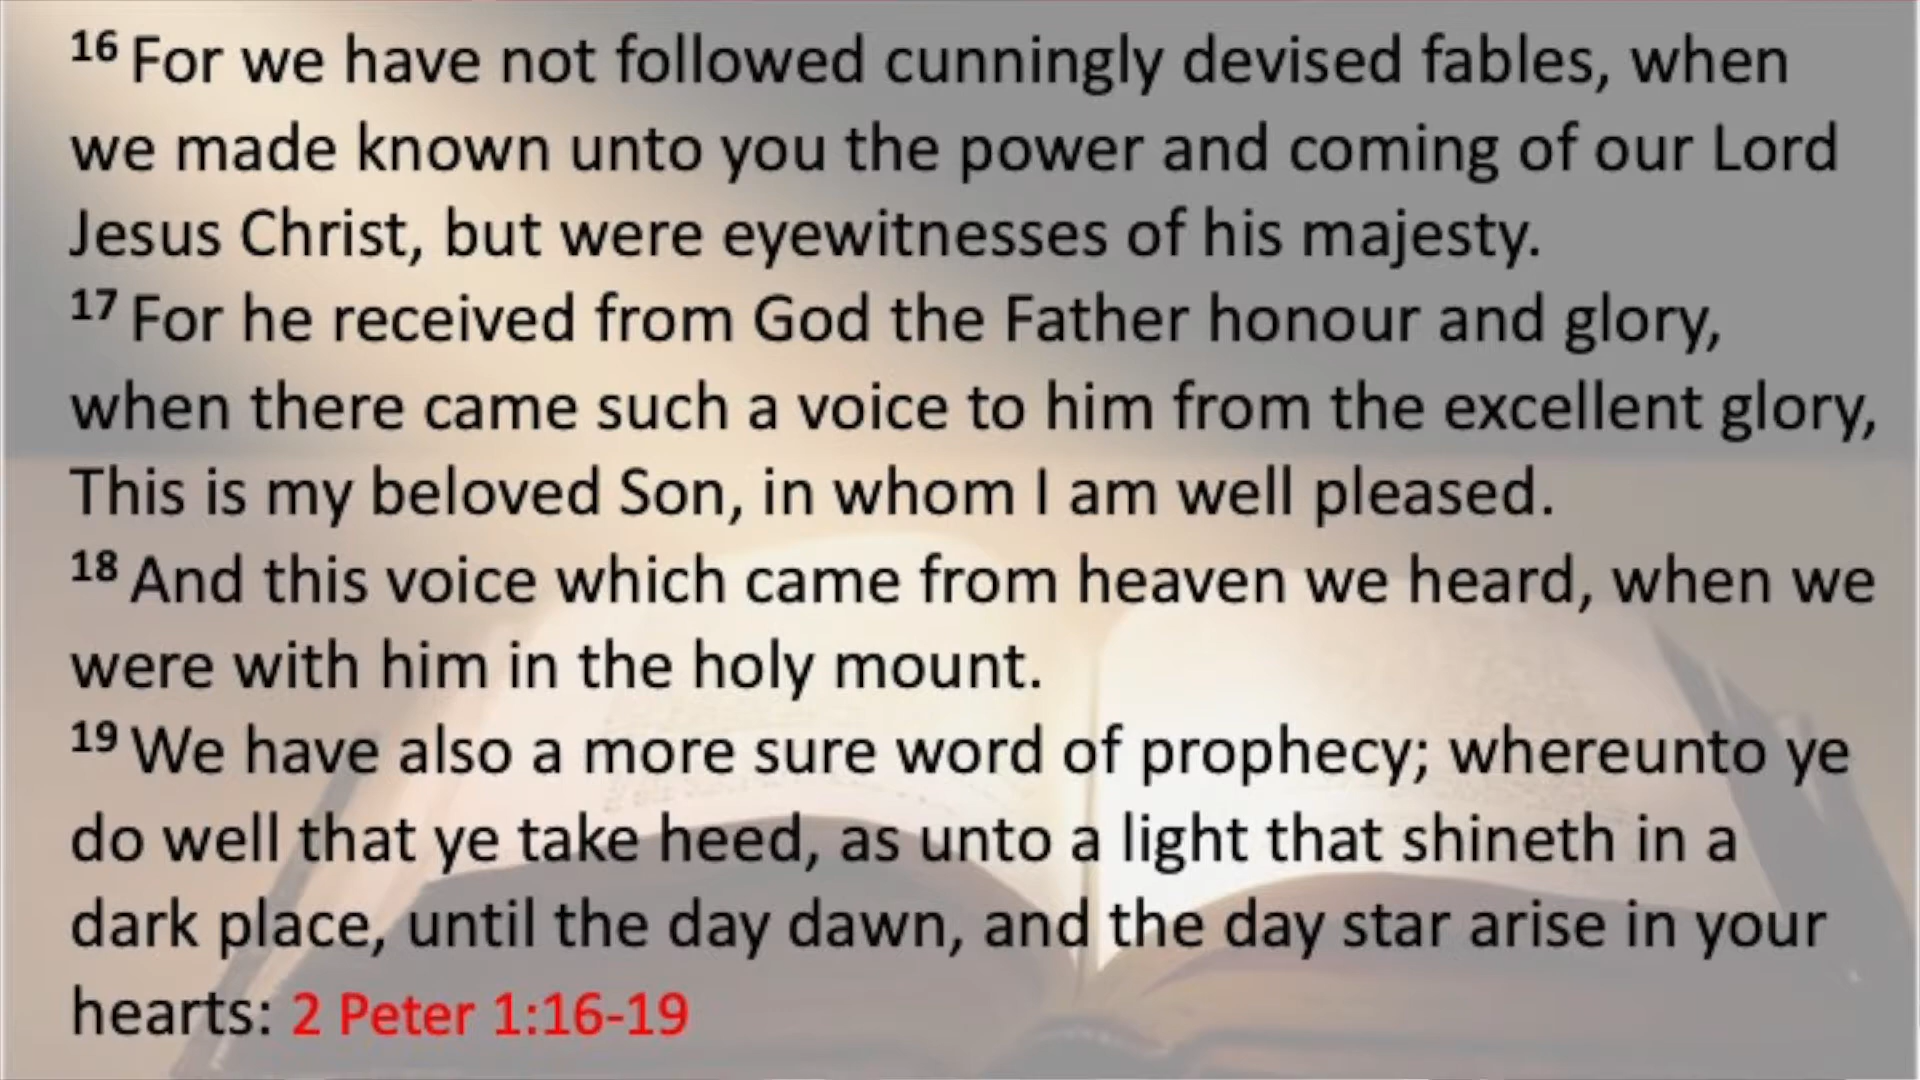 16 For we have not followed cunningly devised fables, when
we made known unto you the power and coming of our Lord
Jesus Christ, but were eyewitnesses of his majesty.
17 For he received from God the Father honour and glory,
when there came such a voice to him from the excellent glory,
This is my beloved Son, in whom I am well pleased.
18 And this voice which came from heaven we heard, when we
were with him in the holy mount.
19 We have also a more sure word of prophecy; whereunto ye
do well that ye take heed, as unto a light that shineth in a
dark place, until the day dawn, and the day star arise in your
hearts: 2 Peter 1:16-19